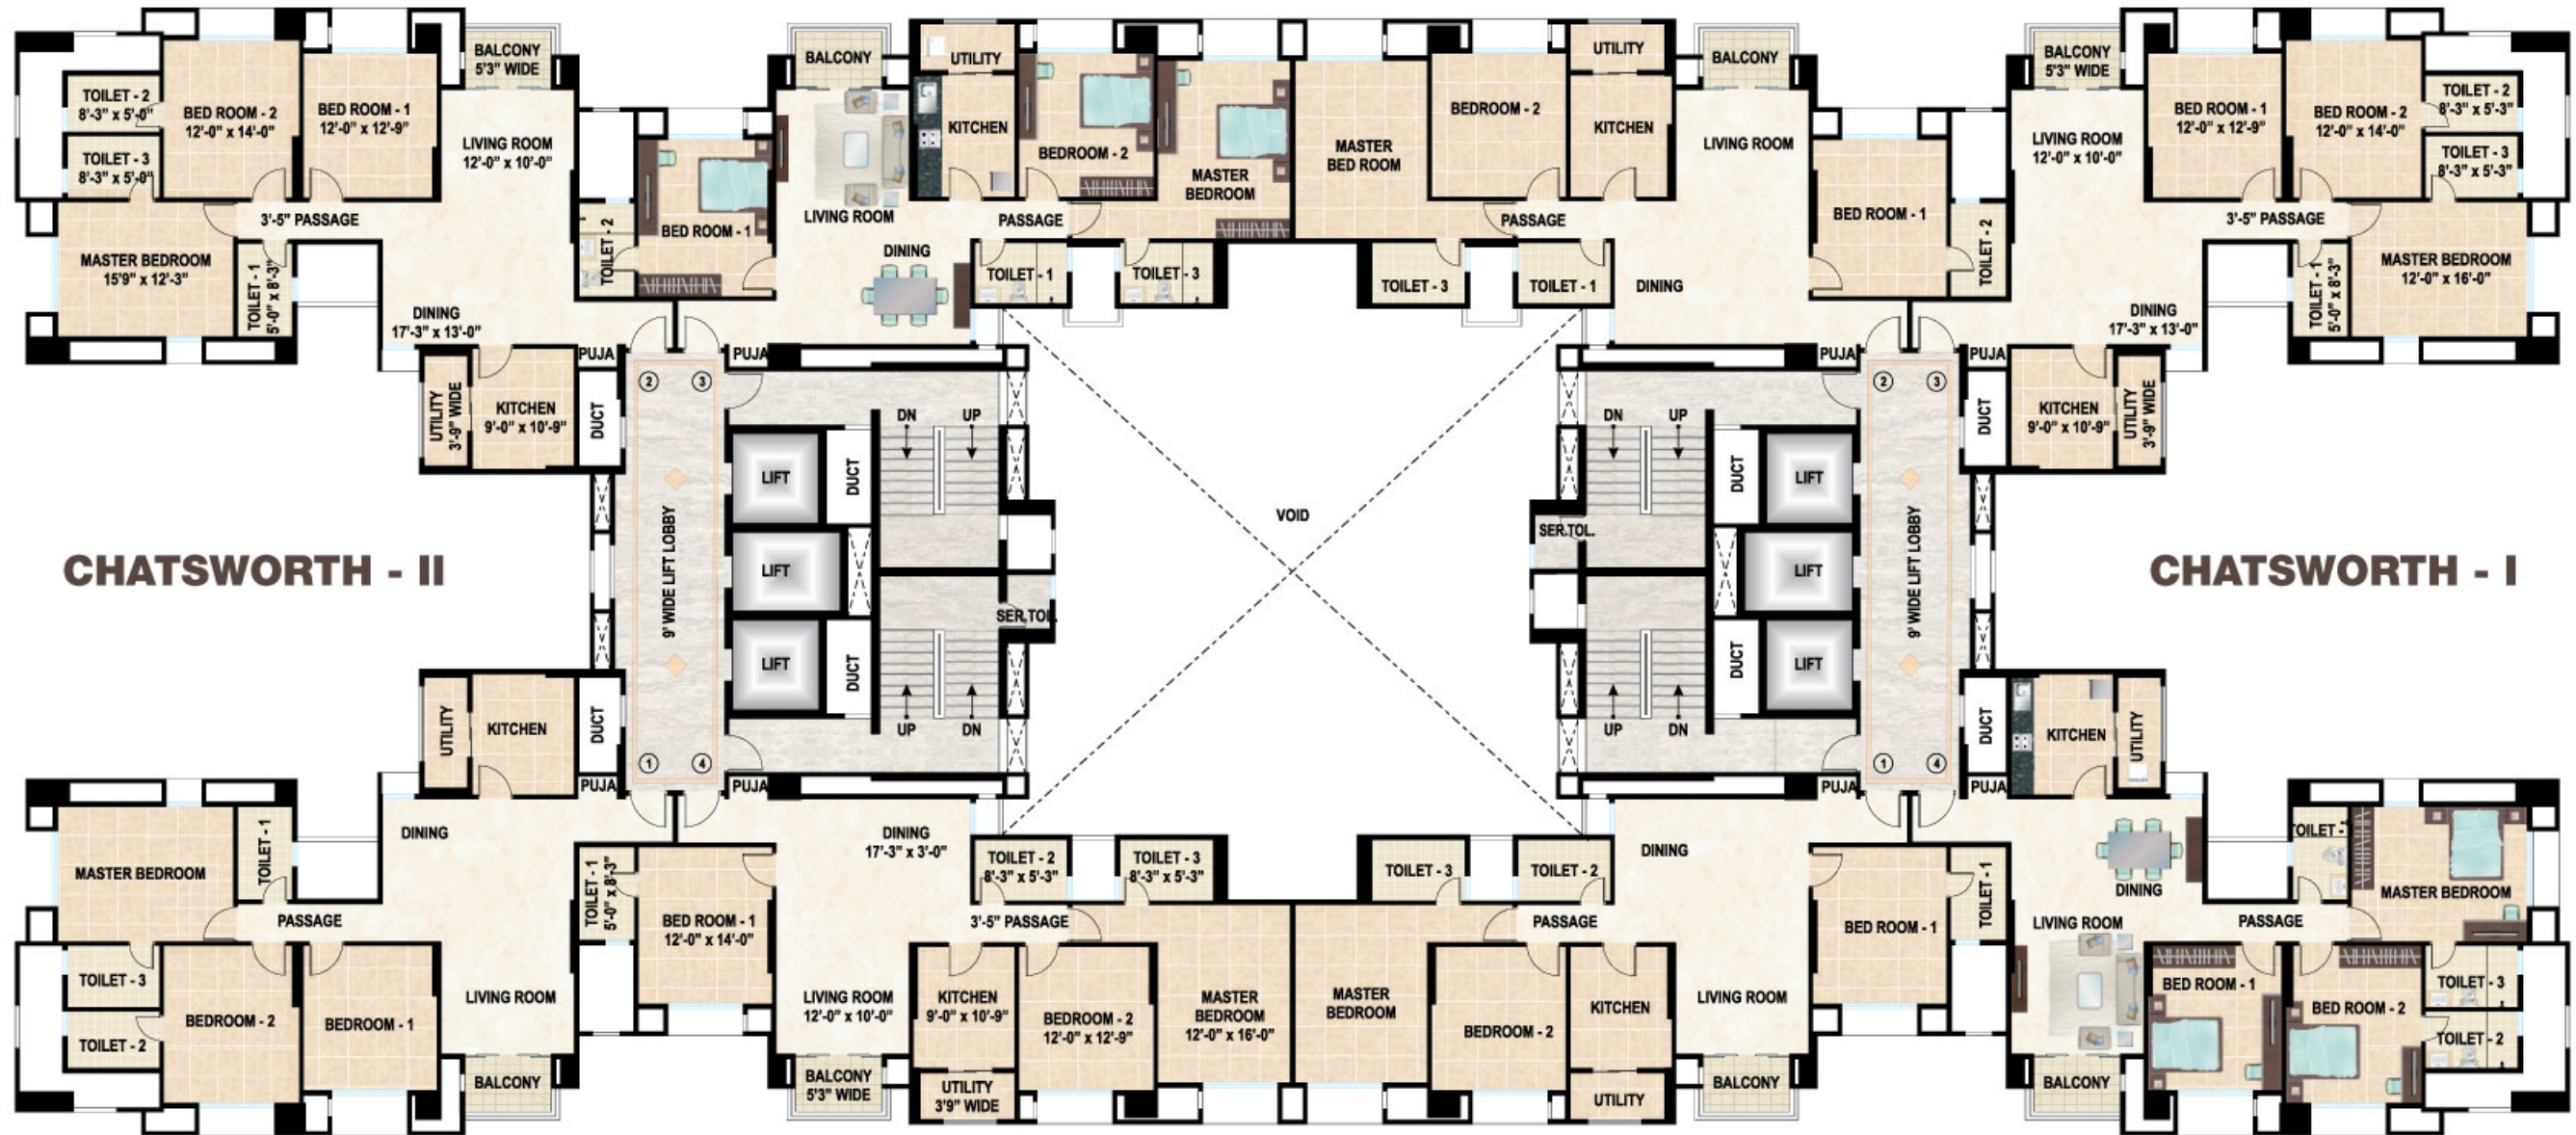 BALCONY
5'3" WIDE
TOILET - 2
8'-3" x 5'-0"
BED ROOM - 2
12'-0" x 14'-0"
BED ROOM - 1
12'-0" x 12'-9"
LIVING ROOM
12'-0" x 10'-0"
TOILET - 3
8'-3" x 5'-0"
3'-5" PASSAGE
MASTER BEDROOM
15'9" x 12'-3"
TOILET - 1
5'-0" x 8'-3"
DINING
17'-3" x 13'-0"
PUJA
UTILITY
3'-9" WIDE
KITCHEN
9'-0" x 10'-9"
DUCT
TOILET - 2
BED ROOM - 1
BALCONY
LIVING ROOM
DINING
UTILITY
KITCHEN
BEDROOM - 2
MASTER
BEDROOM
PASSAGE
TOILET - 1
TOILET - 3
PUJA
MASTER
BED ROOM
BEDROOM - 2
UTILITY
KITCHEN
BALCONY
LIVING ROOM
PASSAGE
TOILET - 3
TOILET - 1
DINING
BED ROOM - 1
TOILET - 2
PUJA
BALCONY
5'3" WIDE
LIVING ROOM
12'-0" x 10'-0"
BED ROOM - 1
12'-0" x 12'-9"
BED ROOM - 2
12'-0" x 14'-0"
TOILET - 2
8'-3" x 5'-3"
TOILET - 3
8'-3" x 5'-3"
3'-5" PASSAGE
TOILET - 1
5'-0" x 8'-3"
MASTER BEDROOM
12'-0" x 16'-0"
DINING
17'-3" x 13'-0"
PUJA
DUCT
KITCHEN
9'-0" x 10'-9"
UTILITY
3'-9" WIDE
CHATSWORTH - II
2
3
9' WIDE LIFT LOBBY
1
4
LIFT
LIFT
LIFT
DUCT
DUCT
DN
UP
UP
DN
SER.TOL.
VOID
SER.TOL.
DN
UP
UP
DN
DUCT
DUCT
LIFT
LIFT
LIFT
2
3
9' WIDE LIFT LOBBY
1
4
CHATSWORTH - I
UTILITY
KITCHEN
DUCT
PUJA
MASTER BEDROOM
TOILET - 1
DINING
PASSAGE
TOILET - 3
TOILET - 2
BEDROOM - 2
BEDROOM - 1
LIVING ROOM
BALCONY
PUJA
TOILET - 1
5'-0" x 8'-3"
BED ROOM - 1
12'-0" x 14'-0"
DINING
17'-3" x 3'-0"
TOILET - 2
8'-3" x 5'-3"
TOILET - 3
8'-3" x 5'-3"
3'-5" PASSAGE
LIVING ROOM
12'-0" x 10'-0"
BALCONY
5'3" WIDE
KITCHEN
9'-0" x 10'-9"
UTILITY
3'9" WIDE
BEDROOM - 2
12'-0" x 12'-9"
MASTER
BEDROOM
12'-0" x 16'-0"
TOILET - 3
TOILET - 2
PASSAGE
MASTER
BEDROOM
BEDROOM - 2
KITCHEN
UTILITY
DINING
LIVING ROOM
BALCONY
PUJA
BED ROOM - 1
TOILET - 1
DUCT
KITCHEN
UTILITY
PUJA
DINING
LIVING ROOM
BALCONY
TOILET -
MASTER BEDROOM
PASSAGE
BED ROOM - 1
BED ROOM - 2
TOILET - 3
TOILET - 2